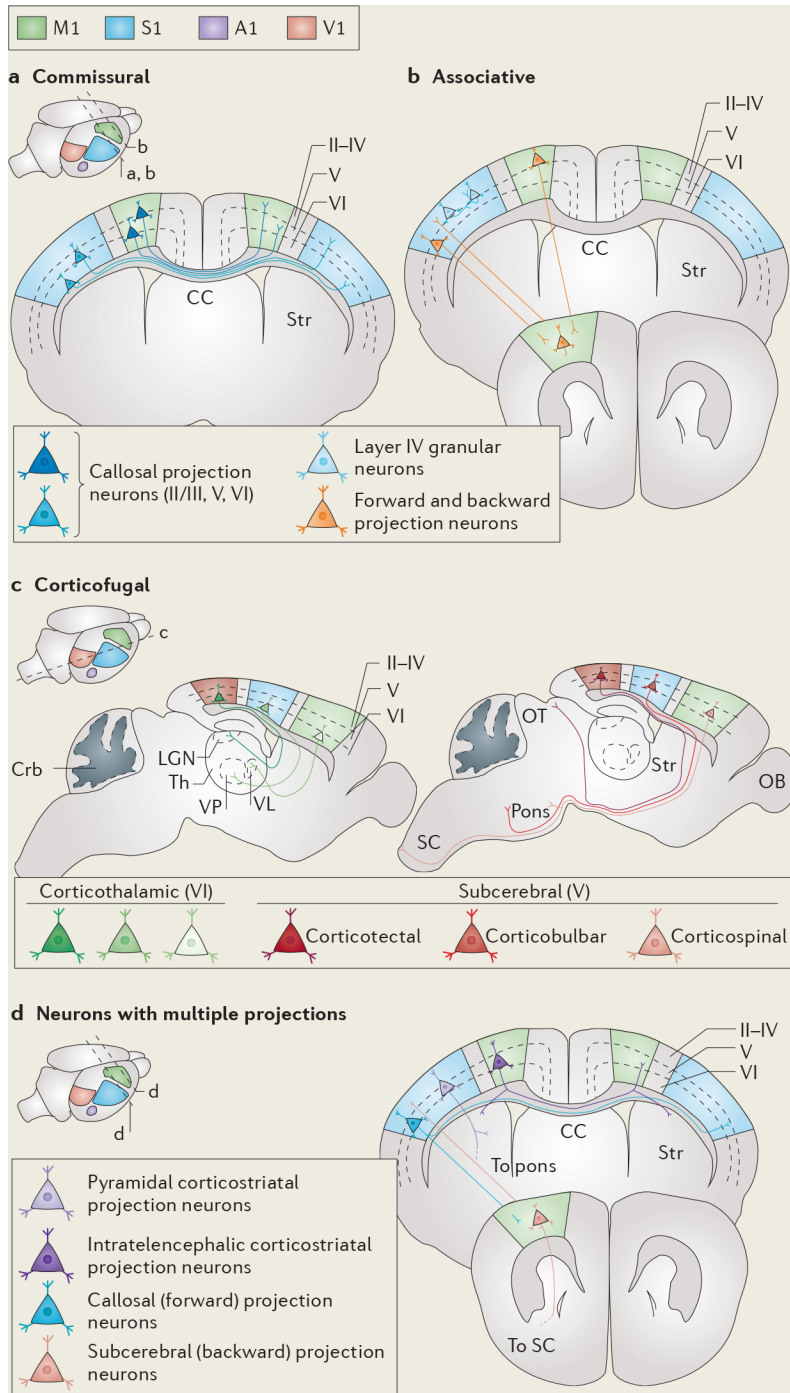 M1 S1 A1 V1
a Commissural
b Associative
b
a, b
II–IV
V
VI
CC
Str
II–IV
V
VI
CC
Str
Callosal projection
neurons (II/III, V, VI)
Layer IV granular
neurons
Forward and backward
projection neurons
c Corticofugal
c
II–IV
V
VI
LGN
Th
VP
VL
Crb
OT
Str
OB
Pons
SC
Corticothalamic (VI)
Subcerebral (V)
Corticotectal
Corticobulbar
Corticospinal
d Neurons with multiple projections
d
d
II–IV
V
VI
CC
Str
To pons
To SC
Pyramidal corticostriatal
projection neurons
Intratelencephalic corticostriatal
projection neurons
Callosal (forward) projection
neurons
Subcerebral (backward) projection
neurons